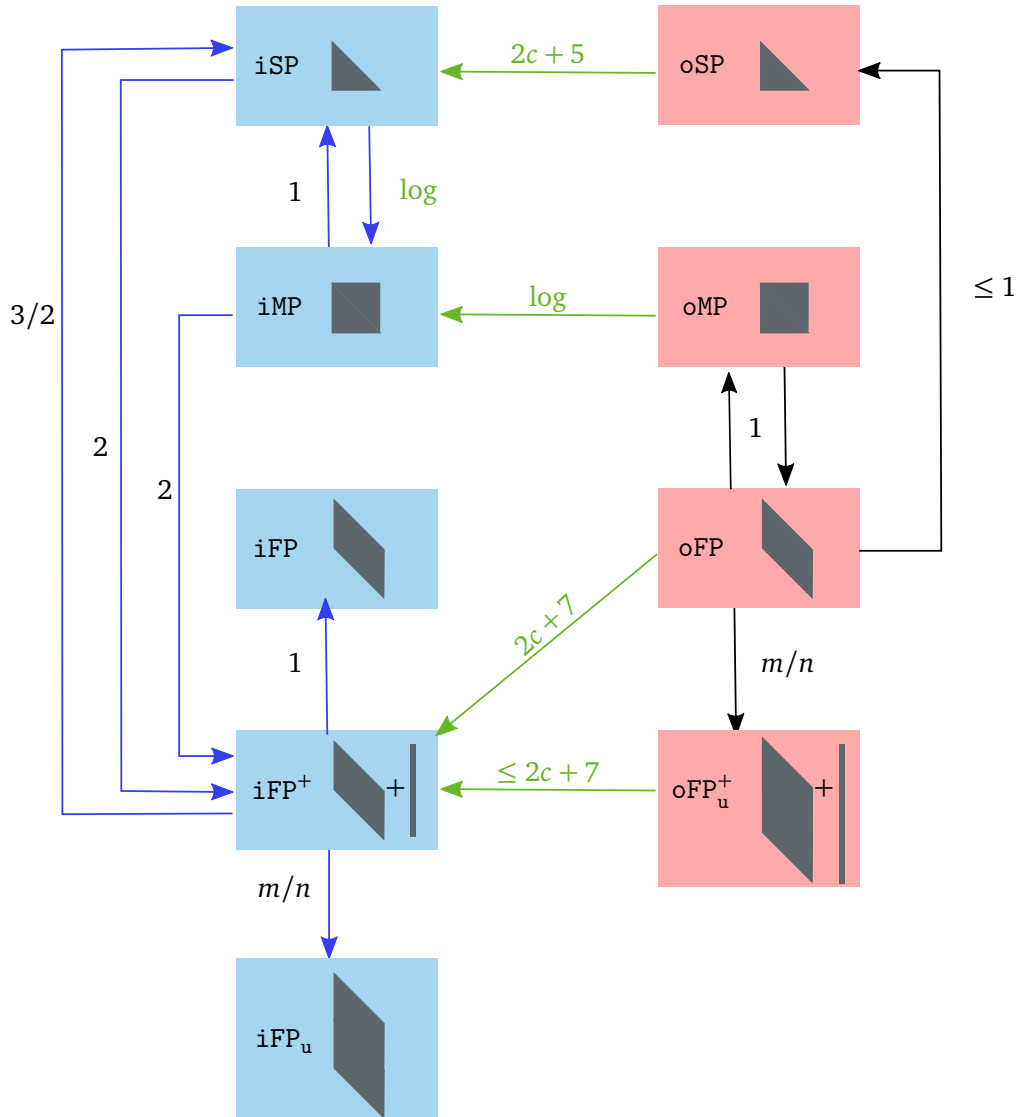 iSP
2c + 5
oSP
1
log
≤ 1
3/2
iMP
log
oMP
1
2
2
iFP
oFP
2c + 7
1
m/n
iFP⁺ +
≤ 2c + 7
oFPᵤ⁺ +
m/n
iFPᵤ